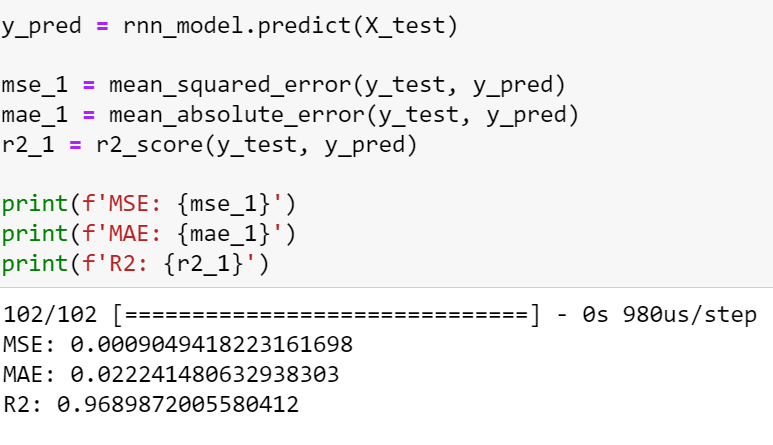 y_pred = rnn_model.predict(X_test)
mse_1 = mean_squared_error(y_test, y_pred)
mae_1 = mean_absolute_error(y_test, y_pred)
r2_1 = r2_score(y_test, y_pred)
print(f'MSE: {mse_1}')
print(f'MAE: {mae_1}')
print(f'R2: {r2_1}')
102/102 [==============================] - 0s 980us/step
MSE: 0.0009049418223161698
MAE: 0.022241480632938303
R2: 0.9689872005580412